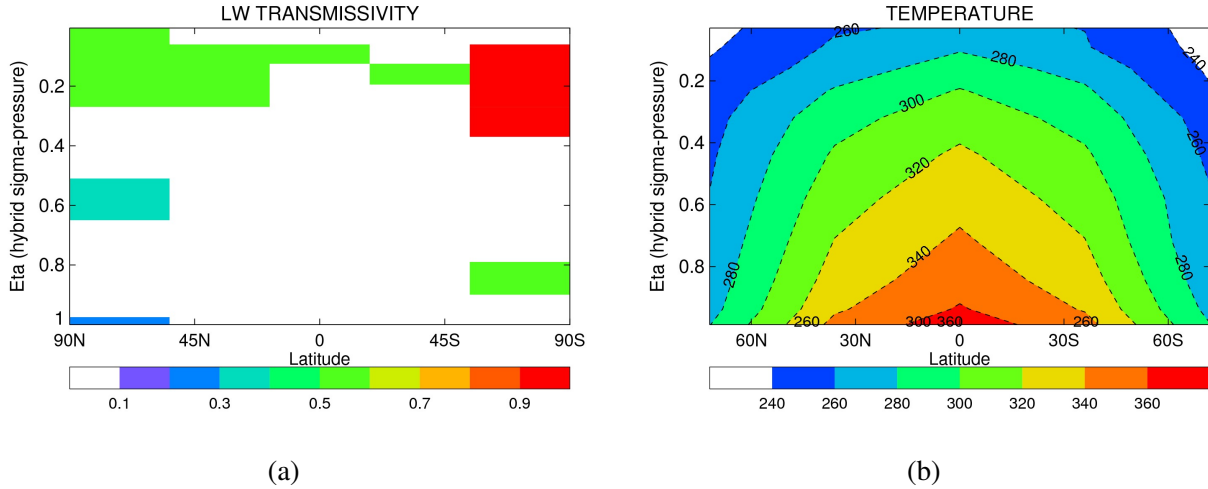 LW TRANSMISSIVITY
Eta (hybrid sigma-pressure)
0.2
0.4
0.6
0.8
1
90N 45N 0 45S 90S
Latitude
0.1 0.3 0.5 0.7 0.9
(a)
TEMPERATURE
Eta (hybrid sigma-pressure)
0.2
0.4
0.6
0.8
260
240
280
300
260
320
340
280
280
260
300
360
260
60N 30N 0 30S 60S
Latitude
240 260 280 300 320 340 360
(b)